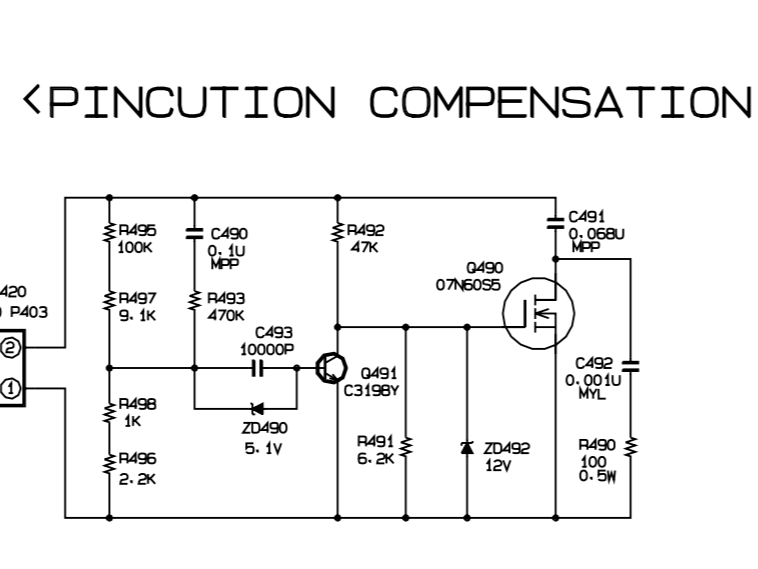 <PINCUTION COMPENSATION
R495
100K
C490
0.1U
MPP
R492
47K
C491
0.068U
MPP
Q490
07N60S5
420
P403
R497
9.1K
R493
470K
C493
10000P
2
1
Q491
C3198Y
C492
0.001U
MYL
R498
1K
ZD490
5.1V
R491
6.2K
ZD492
12V
R490
100
0.5W
R496
2.2K